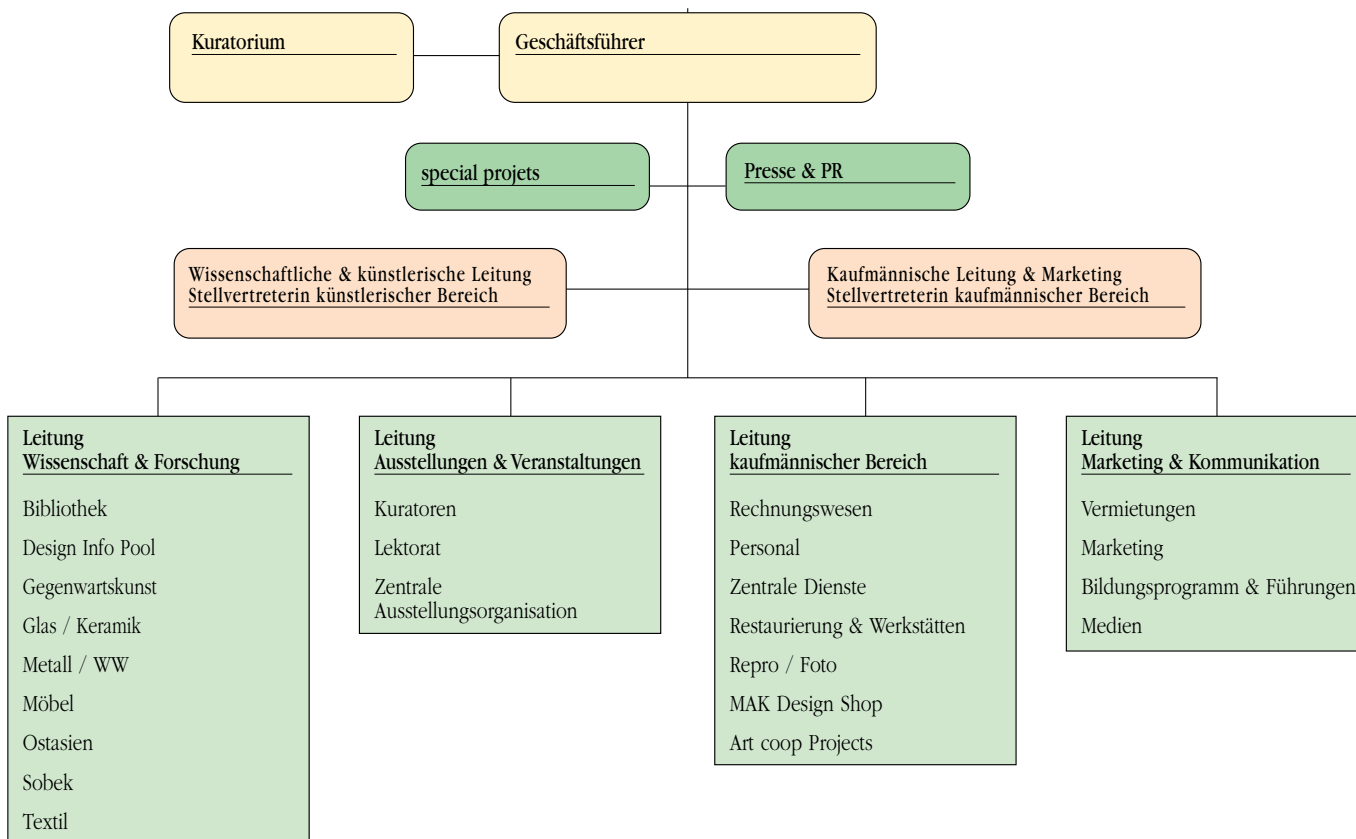 Kuratorium
Geschäftsführer
special projets
Presse & PR
Wissenschaftliche & künstlerische Leitung
Stellvertreterin künstlerischer Bereich
Kaufmännische Leitung & Marketing
Stellvertreterin kaufmännischer Bereich
Leitung
Wissenschaft & Forschung
Bibliothek
Design Info Pool
Gegenwartskunst
Glas / Keramik
Metall / WW
Möbel
Ostasien
Sobek
Textil
Leitung
Ausstellungen & Veranstaltungen
Kuratoren
Lektorat
Zentrale
Ausstellungsorganisation
Leitung
kaufmännischer Bereich
Rechnungswesen
Personal
Zentrale Dienste
Restaurierung & Werkstätten
Repro / Foto
MAK Design Shop
Art coop Projects
Leitung
Marketing & Kommunikation
Vermietungen
Marketing
Bildungsprogramm & Führungen
Medien